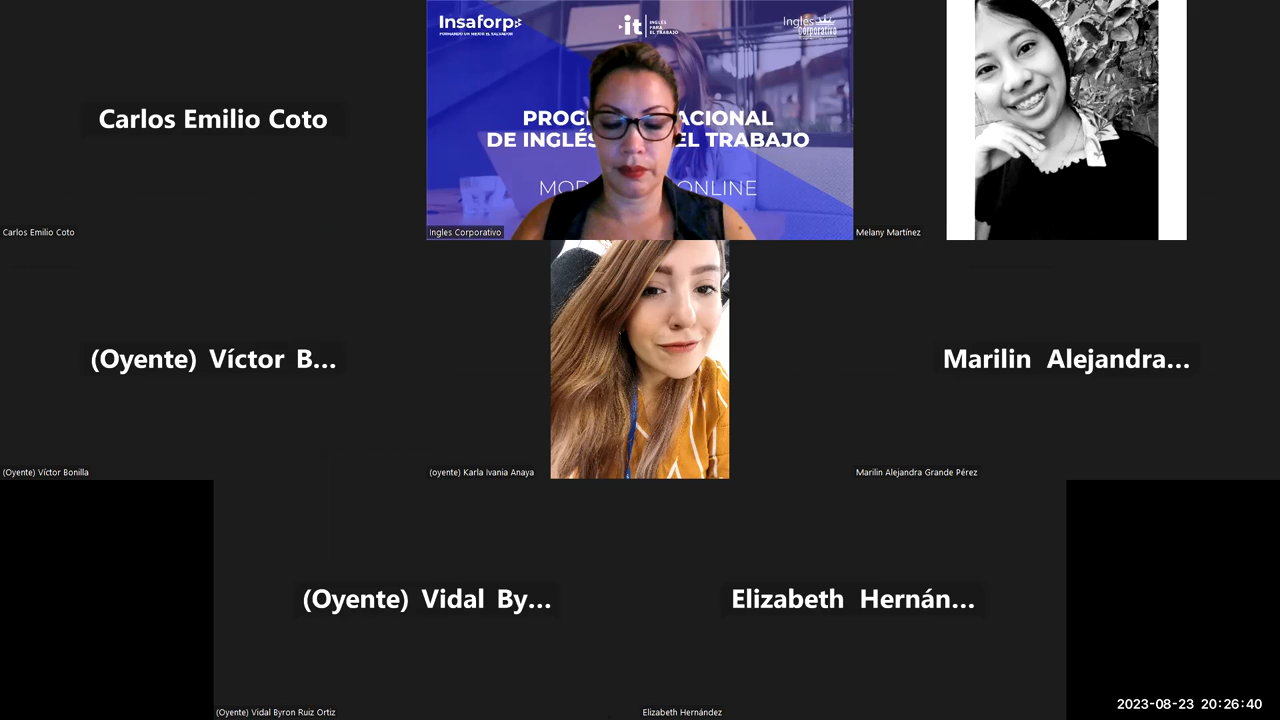 Carlos Emilio Coto
Carlos Emilio Coto
Insaforp
FORMANDO UN MEJOR EL SALVADOR
it INGLÉS
PARA
EL TRABAJO
Inglés
Corporativo
PROG ACIONAL
DE INGLÉS EL TRABAJO
MOD ONLINE
Ingles Corporativo
Melany Martínez
(Oyente) Víctor B...
(Oyente) Víctor Bonilla
(oyente) Karla Ivania Anaya
Marilin Alejandra...
Marilin Alejandra Grande Pérez
(Oyente) Vidal By...
(Oyente) Vidal Byron Ruiz Ortiz
Elizabeth Hernán...
Elizabeth Hernández
2023-08-23 20:26:40